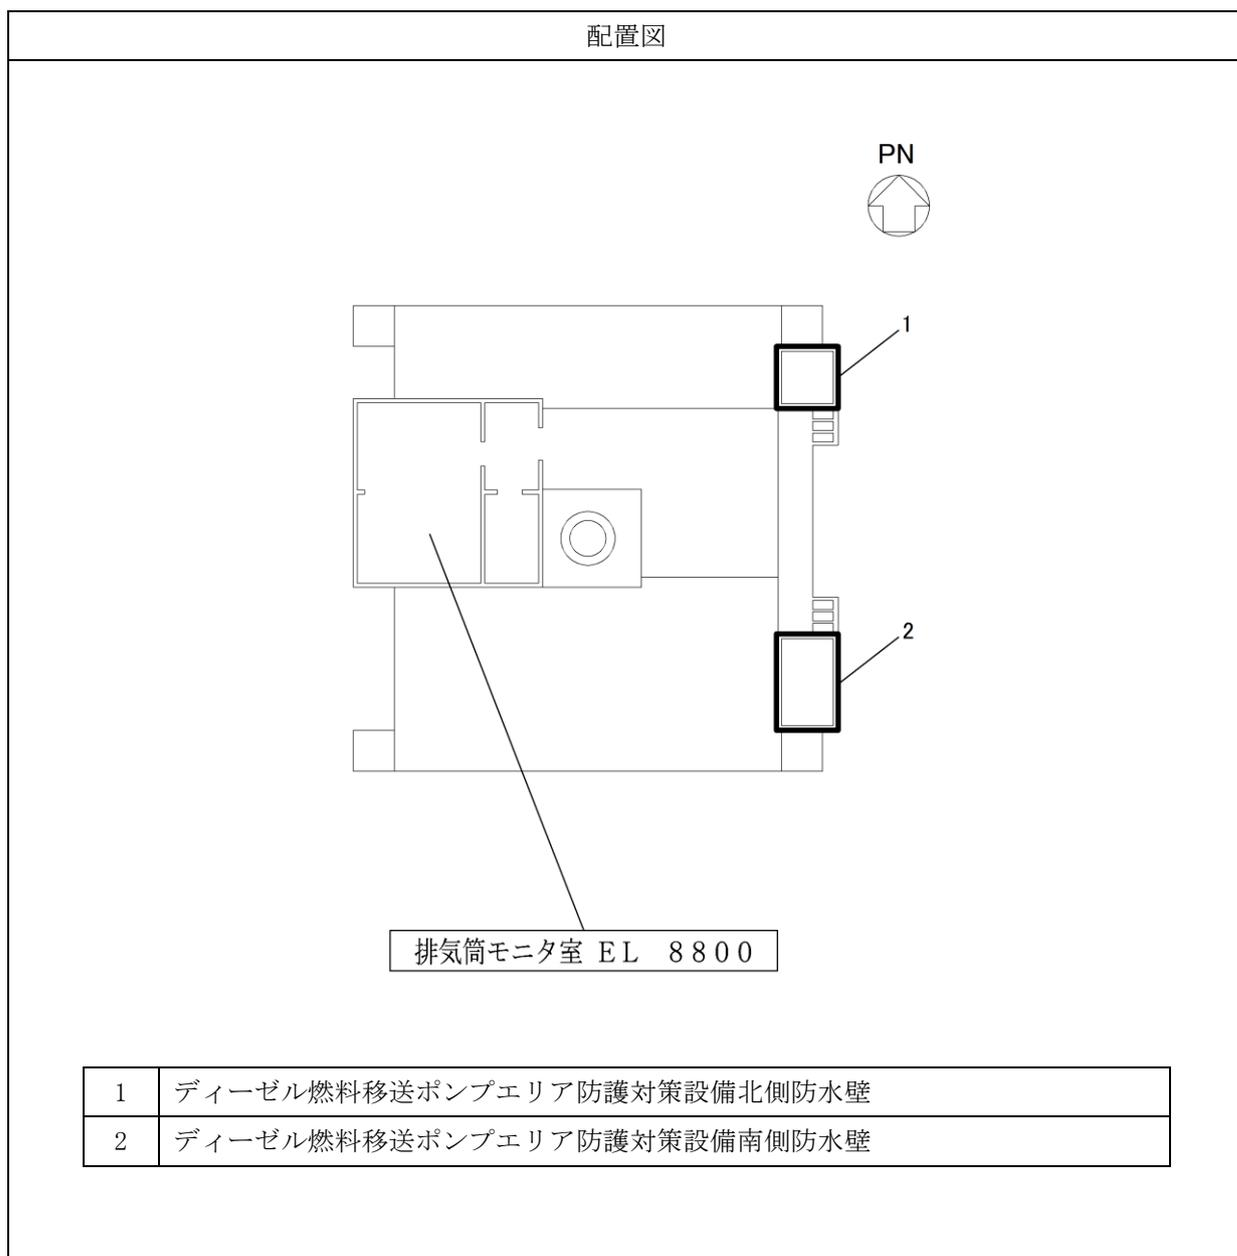 配置図
PN
1
2
排気筒モニタ室 ＥＬ　８８００
1 ディーゼル燃料移送ポンプエリア防護対策設備北側防水壁
2 ディーゼル燃料移送ポンプエリア防護対策設備南側防水壁